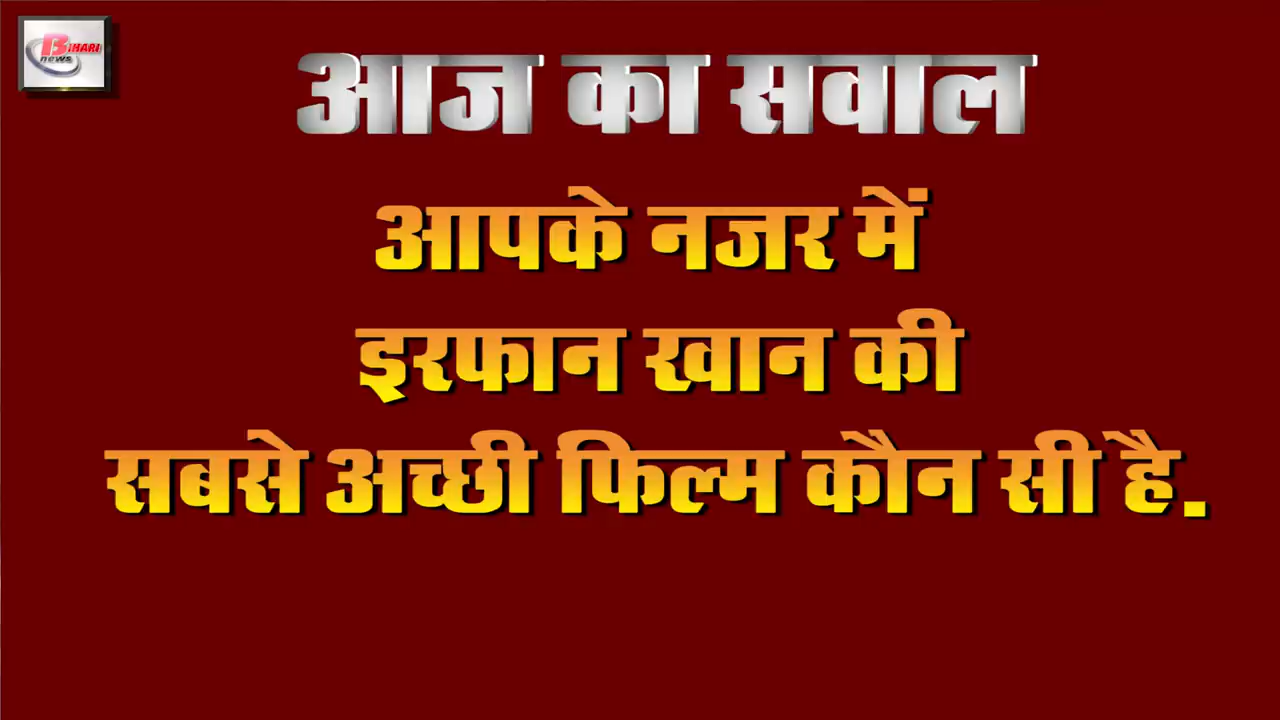 BIHARI
news
आज का सवाल
आपके नजर में
इरफान खान की
सबसे अच्छी फिल्म कौन सी है.